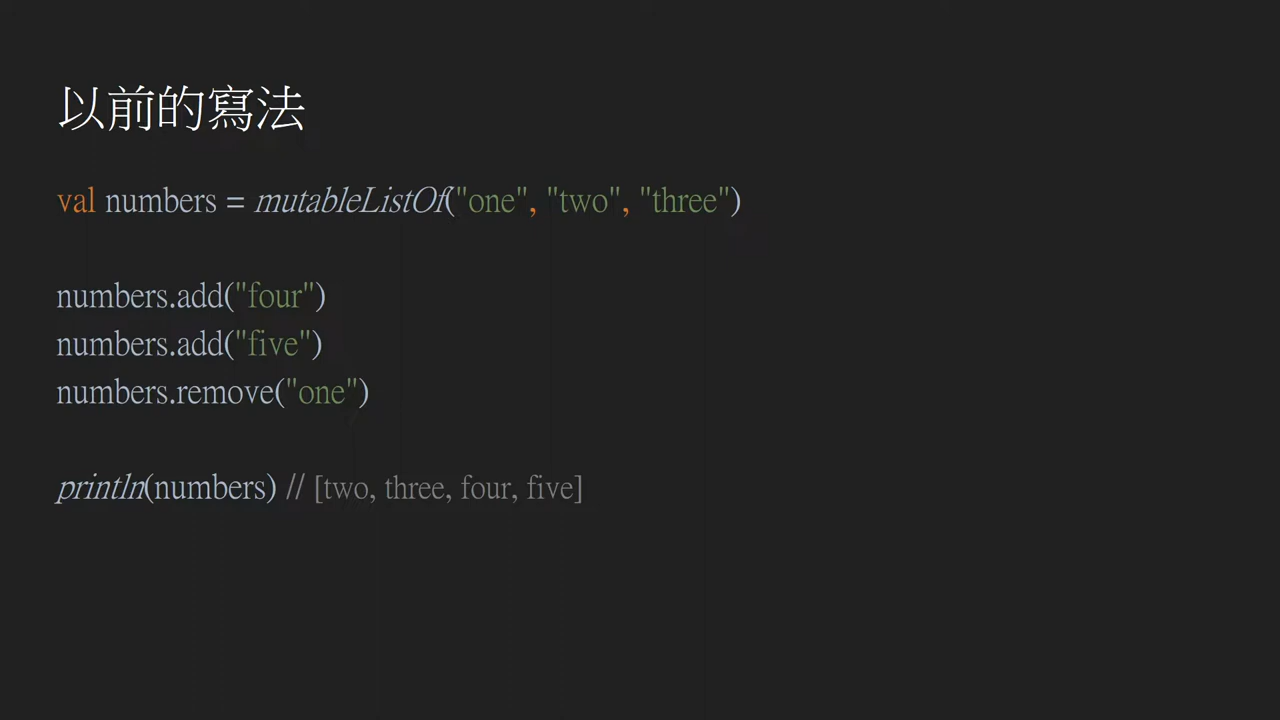 以前的寫法
val numbers = mutableListOf("one", "two", "three")
numbers.add("four")
numbers.add("five")
numbers.remove("one")
println(numbers) // [two, three, four, five]